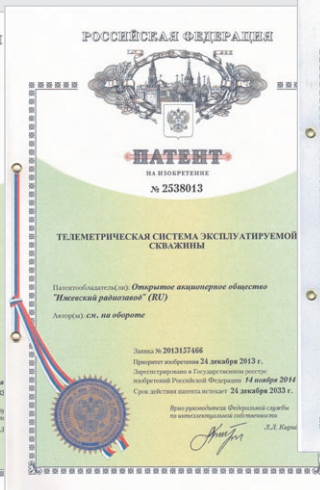 РОССИЙСКАЯ ФЕДЕРАЦИЯ
ПАТЕНТ
НА ИЗОБРЕТЕНИЕ
№ 2538013
ТЕЛЕМЕТРИЧЕСКАЯ СИСТЕМА ЭКСПЛУАТИРУЕМОЙ
СКВАЖИНЫ
Патентообладатель(ли): Открытое акционерное общество
"Ижевский радиозавод" (RU)
Автор(ы): см. на обороте
Заявка № 2013157466
Приоритет изобретения 24 декабря 2013 г.
Зарегистрировано в Государственном реестре
изобретений Российской Федерации 14 ноября 2014
Срок действия патента истекает 24 декабря 2033 г.
Врио руководителя Федеральной службы
по интеллектуальной собственности
Л.Л.